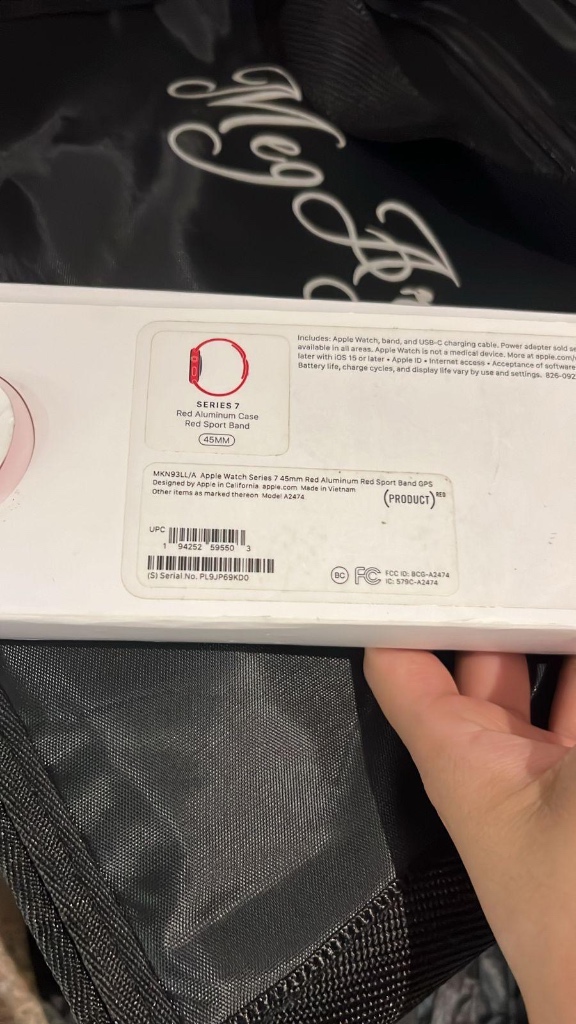 Meg A
Includes: Apple Watch, band, and USB-C charging cable. Power adapter sold
available in all areas. Apple Watch is not a medical device. More at apple.com/
later with iOS 15 or later • Apple ID • Internet access • Acceptance of software
Battery life, charge cycles, and display life vary by use and settings. 826-092
SERIES 7
Red Aluminum Case
Red Sport Band
45MM
MKN93LL/A Apple Watch Series 7 45mm Red Aluminum Red Sport Band GPS
Designed by Apple in California apple.com Made in Vietnam
Other items as marked thereon Model A2474
(PRODUCT)RED
UPC
1 94252 59550 3
(S) Serial No. PL9JP69KD0
BC FC FCC ID: BCG-A2474
IC: 579C-A2474